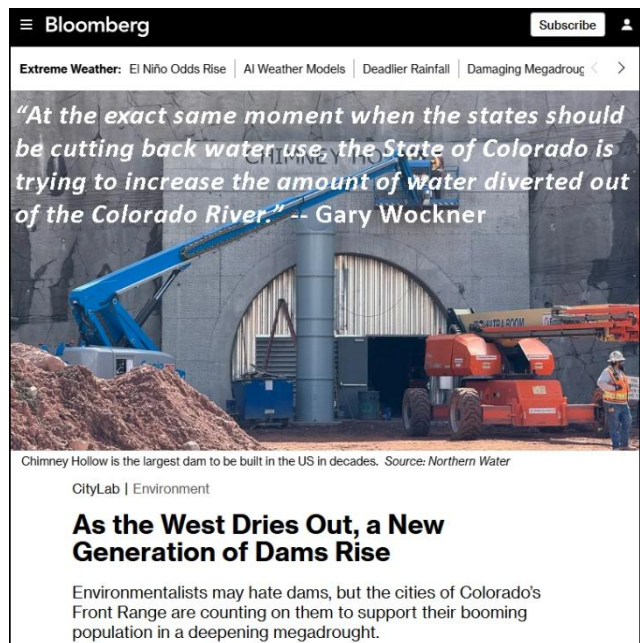 Bloomberg
Subscribe
Extreme Weather: El Niño Odds Rise AI Weather Models Deadlier Rainfall Damaging Megadroug
“At the exact same moment when the states should
be cutting back water use, the State of Colorado is
trying to increase the amount of water diverted out
of the Colorado River.” -- Gary Wockner
CHIMNEY HO
ULTRA BOOM
Chimney Hollow is the largest dam to be built in the US in decades. Source: Northern Water
CityLab | Environment
As the West Dries Out, a New
Generation of Dams Rise
Environmentalists may hate dams, but the cities of Colorado’s
Front Range are counting on them to support their booming
population in a deepening megadrought.